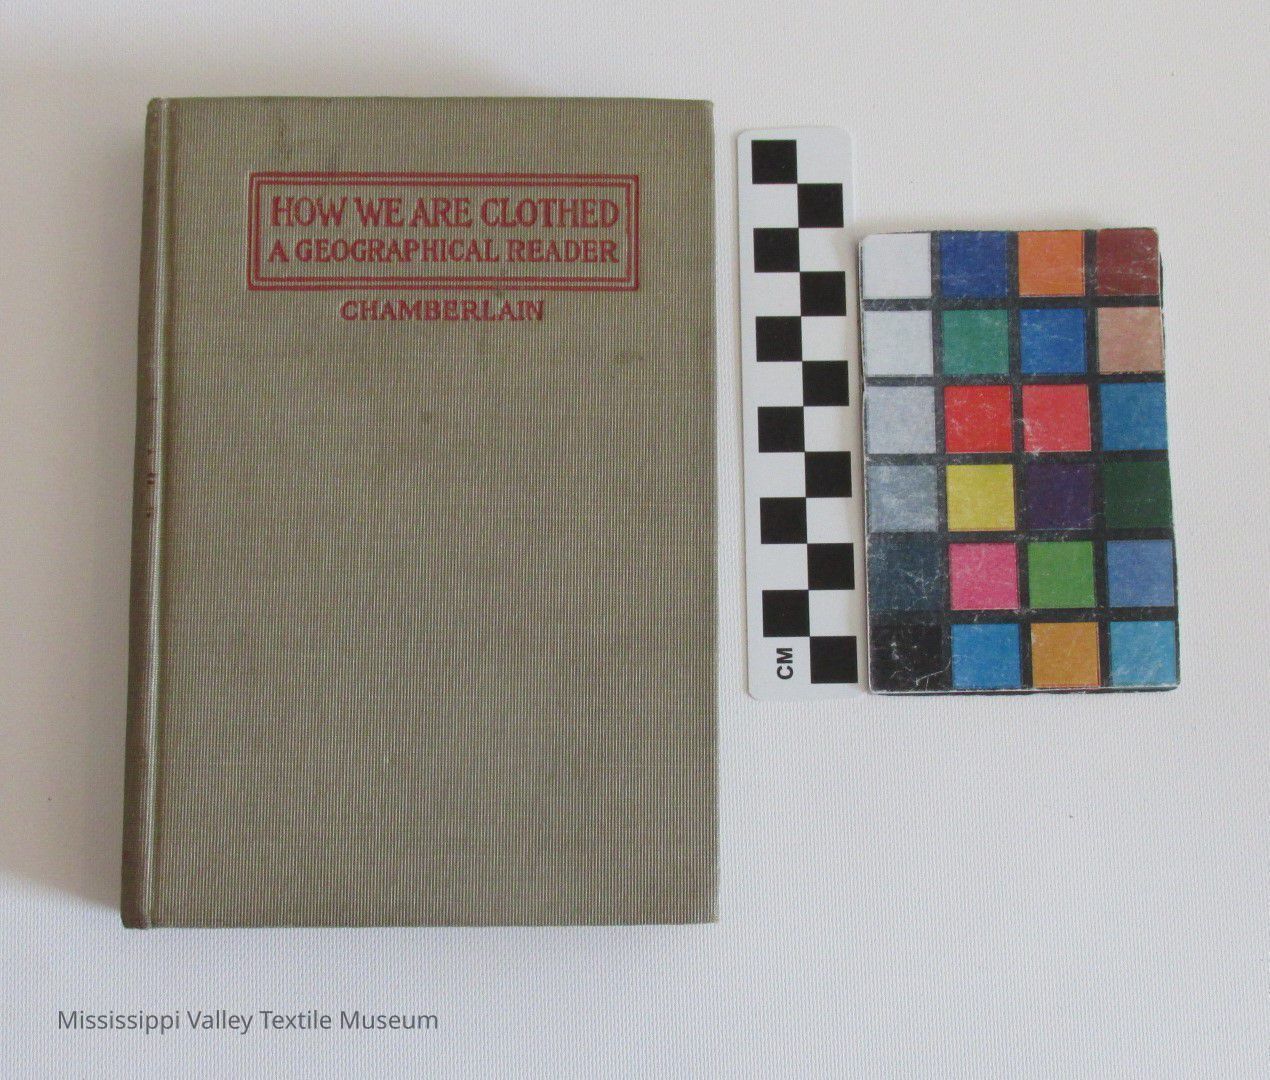 HOW WE ARE CLOTHED
A GEOGRAPHICAL READER
CHAMBERLAIN
CM
Mississippi Valley Textile Museum